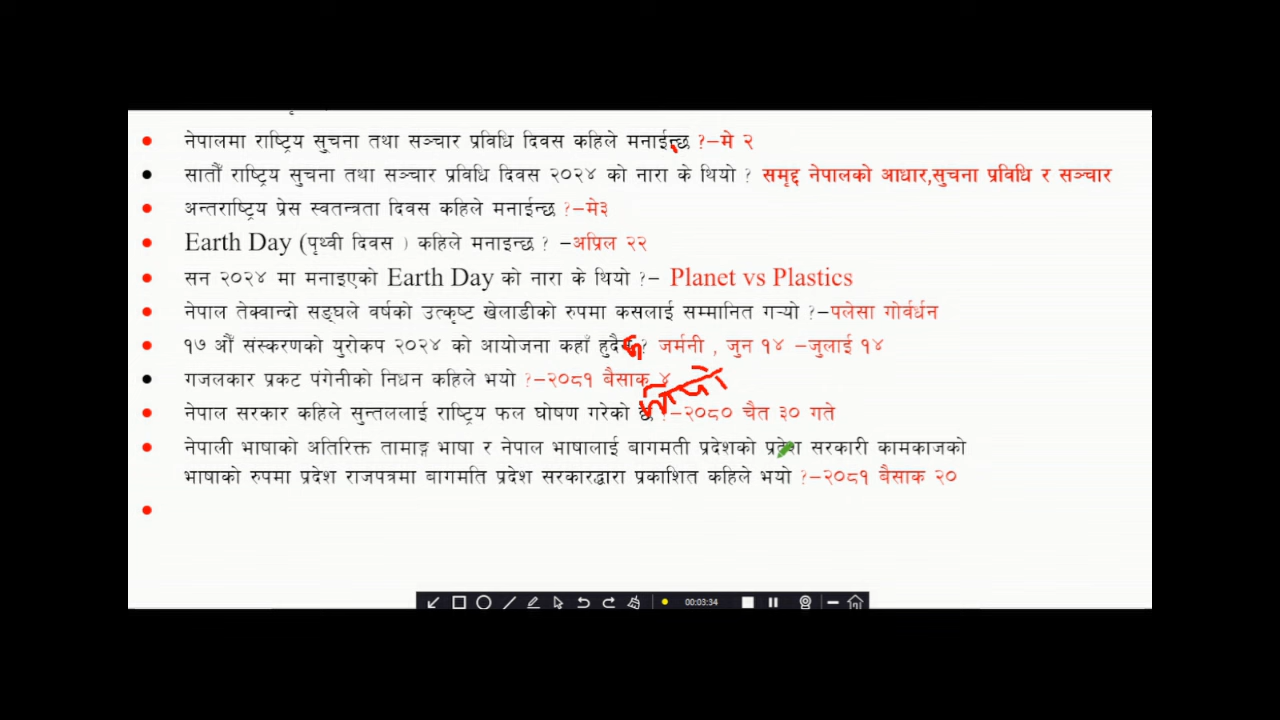 नेपालमा राष्ट्रिय सुचना तथा सञ्चार प्रविधि दिवस कहिले मनाईन्छ ?–मे २
सातौँ राष्ट्रिय सुचना तथा सञ्चार प्रविधि दिवस २०२४ को नारा के थियो ? समृद्द नेपालको आधार,सुचना प्रविधि र सञ्चार
अन्तराष्ट्रिय प्रेस स्वतन्त्रता दिवस कहिले मनाईन्छ ?–मे३
Earth Day (पृथ्वी दिवस ) कहिले मनाइन्छ ? –अप्रिल २२
सन २०२४ मा मनाइएको Earth Day को नारा के थियो ?– Planet vs Plastics
नेपाल तेक्वान्दो सङ्घले वर्षको उत्कृष्ट खेलाडीको रुपमा कसलाई सम्मानित गऱ्यो ?–पलेसा गोर्वर्धन
१७ औँ संस्करणको युरोकप २०२४ को आयोजना कहाँ ? जर्मनी , जुन १४ –जुलाई १४
गजलकार प्रकट पंगेनीको निधन कहिले भयो ?–२०८१ बैसाक ४
नेपाल सरकार कहिले सुन्तललाई राष्ट्रिय फल घोषण गरेको छ ?–२०८० चैत ३० गते
नेपाली भाषाको अतिरिक्त तामाङ्ग भाषा र नेपाल भाषालाई बागमती प्रदेशको प्रदेश सरकारी कामकाजको
भाषाको रुपमा प्रदेश राजपत्रमा बागमति प्रदेश सरकारद्धारा प्रकाशित कहिले भयो ?–२०८१ बैसाक २०
00:03:34